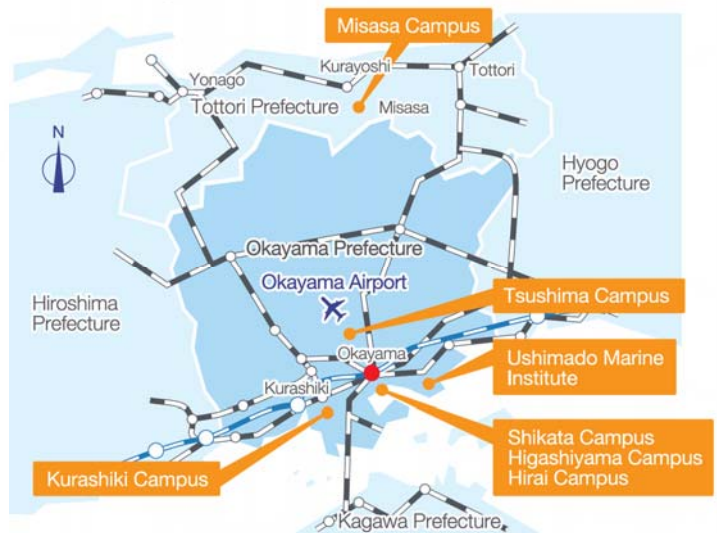 Misasa Campus
Kurayoshi
Tottori
Yonago
Tottori Prefecture
Misasa
N
Hyogo
Prefecture
Okayama Prefecture
Okayama Airport
Tsushima Campus
Hiroshima
Prefecture
Okayama
Ushimado Marine
Institute
Kurashiki
Shikata Campus
Higashiyama Campus
Hirai Campus
Kurashiki Campus
Kagawa Prefecture